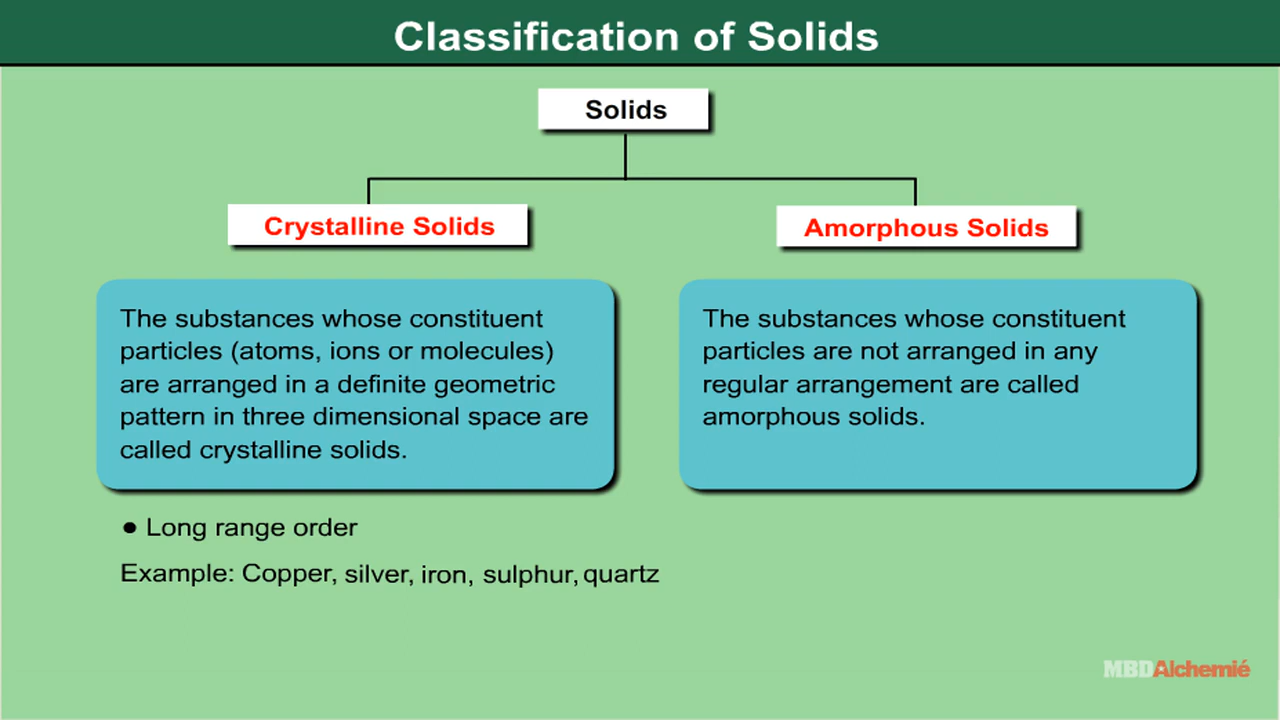 Classification of Solids
Solids
Crystalline Solids
Amorphous Solids
The substances whose constituent
particles (atoms, ions or molecules)
are arranged in a definite geometric
pattern in three dimensional space are
called crystalline solids.
The substances whose constituent
particles are not arranged in any
regular arrangement are called
amorphous solids.
● Long range order
Example: Copper, silver, iron, sulphur, quartz
MBDAlchemié